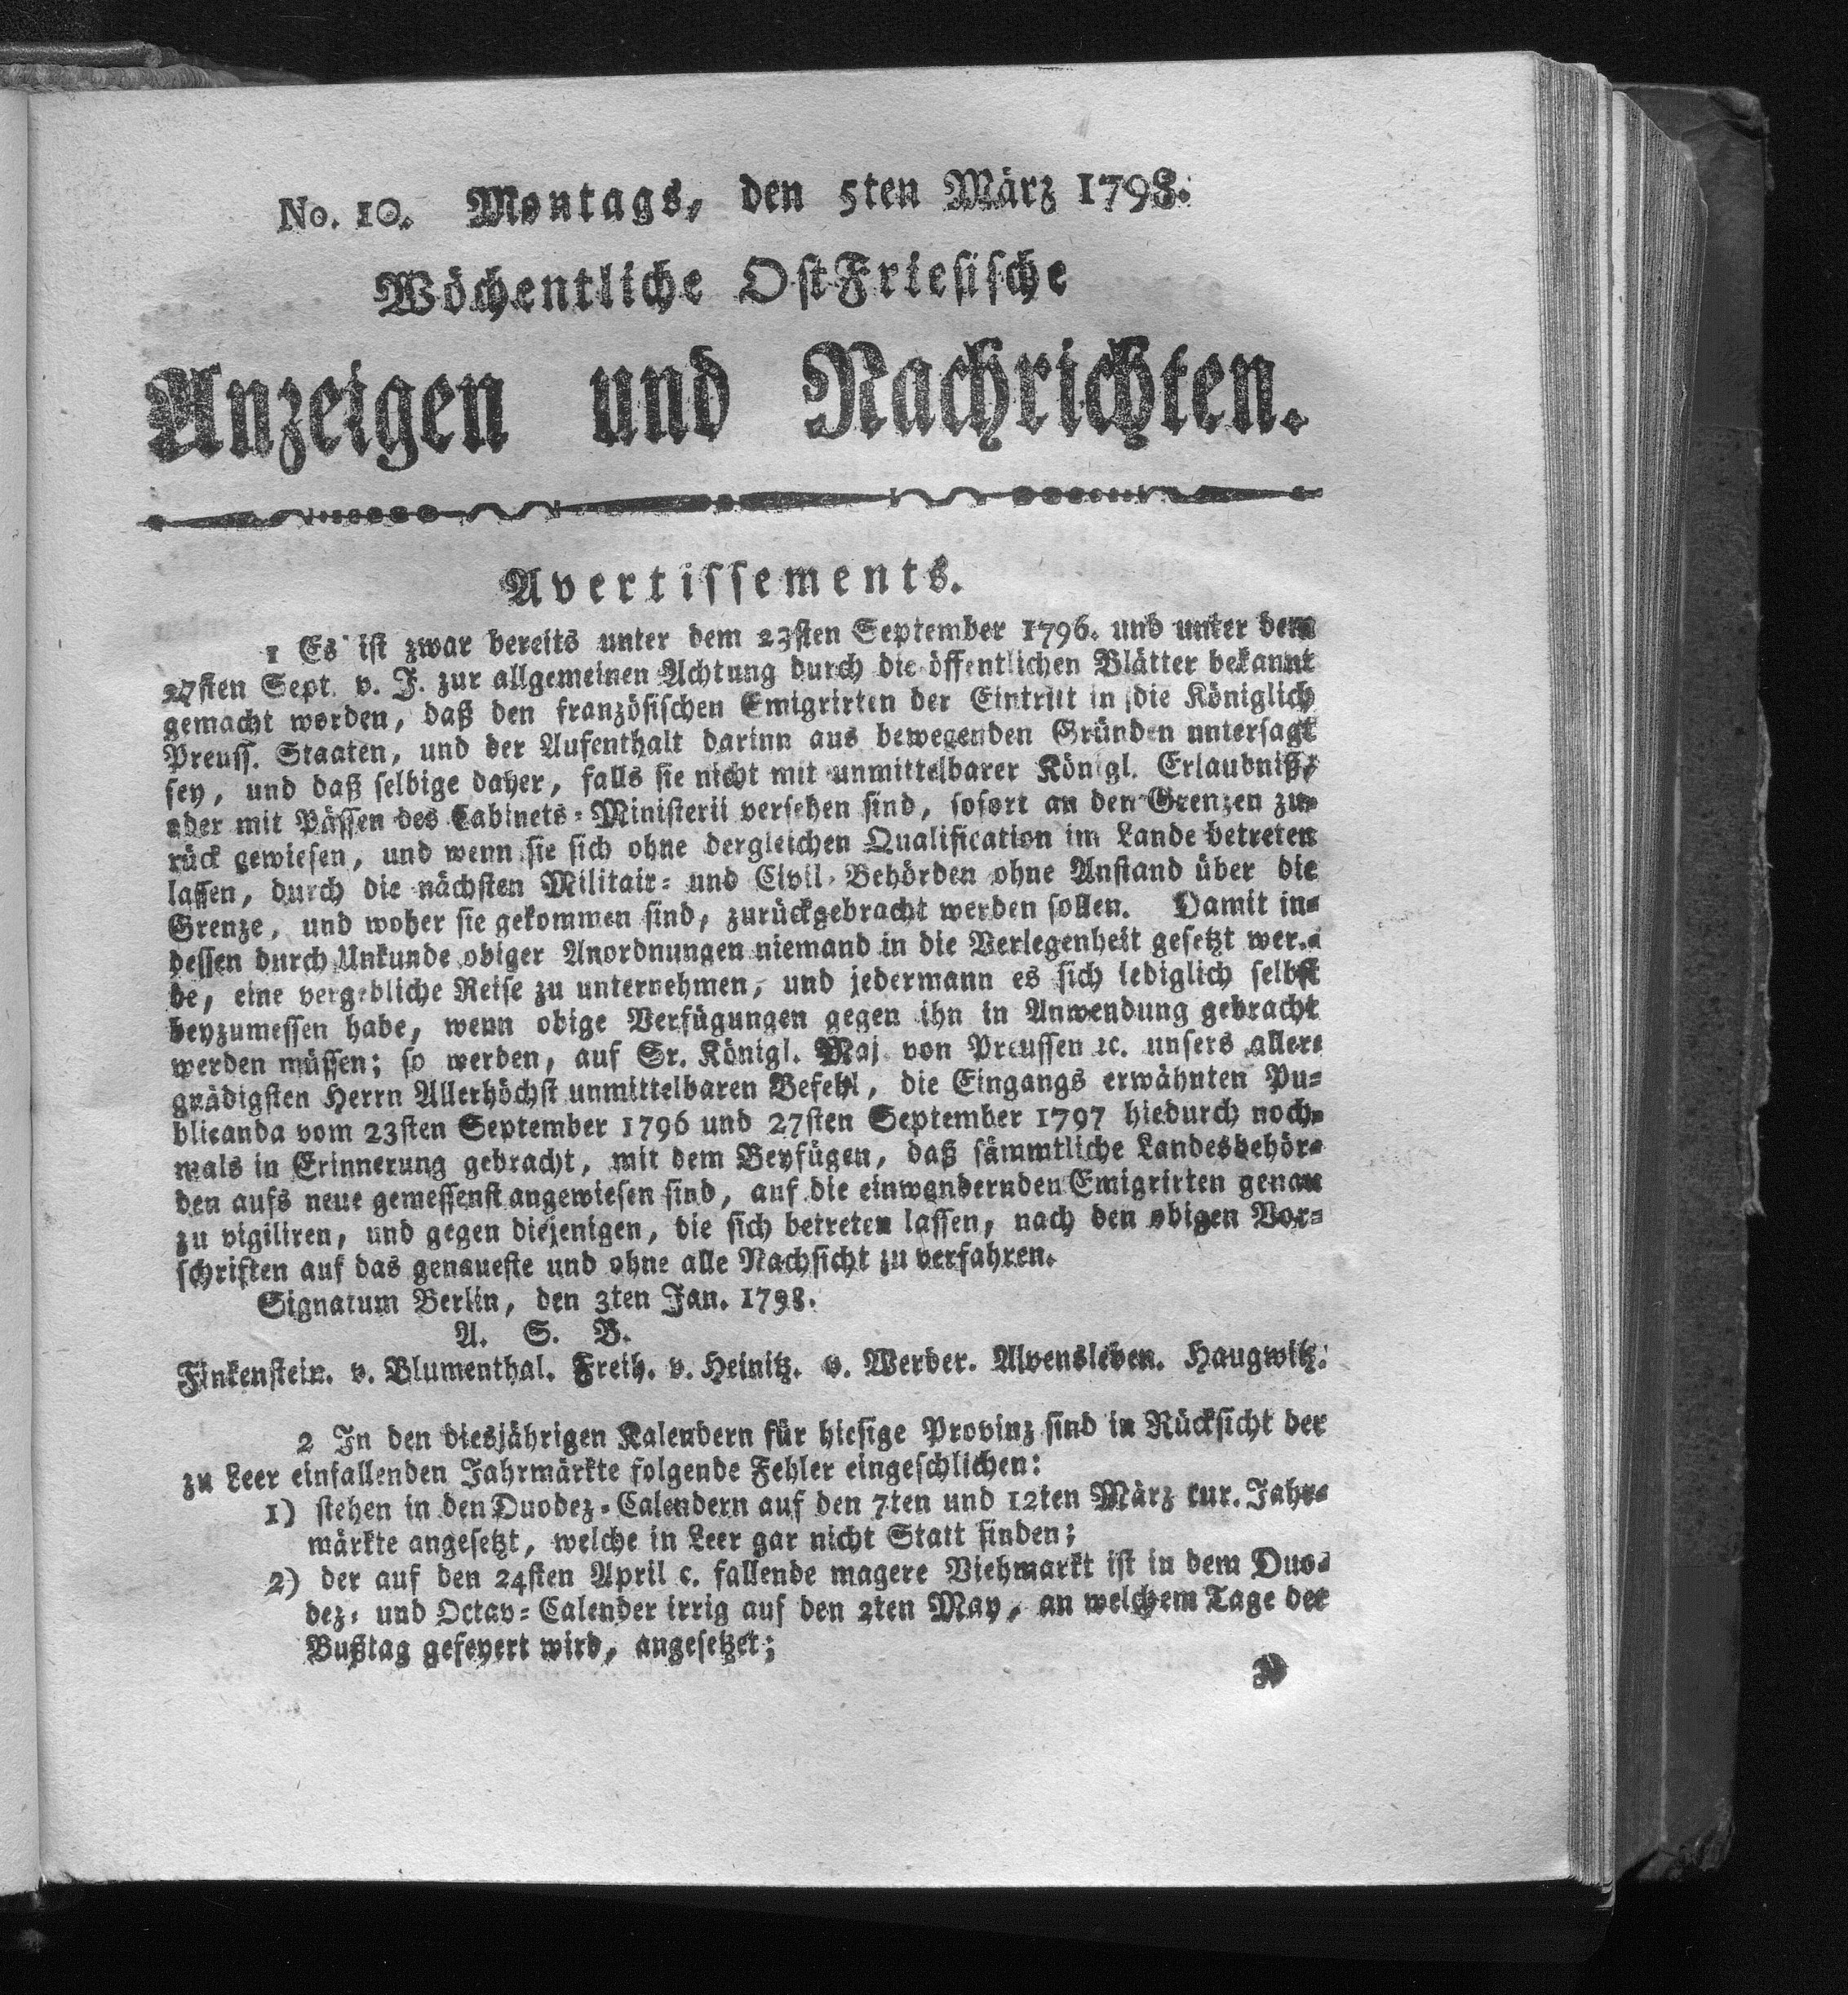 No. 10. Montags, den 5ten März 1798.
Wöchentliche OstFriesische
Anzeigen und Nachrichten.
Avertissements.
1 Es ist zwar bereits unter dem 23sten September 1796. und unter dem
27sten Sept. v. J. zur allgemeinen Achtung durch die öffentlichen Blätter bekannt
gemacht worden, daß den französischen Emigrirten der Eintritt in die Königlich
Preuss. Staaten, und der Aufenthalt darinn aus bewegenden Gründen untersagt
sey, und daß selbige daher, falls sie nicht mit unmittelbarer Königl. Erlaubniß,
oder mit Pässen des Cabinets-Ministerii versehen sind, sofort an den Grenzen zu-
rück gewiesen, und wenn sie sich ohne dergleichen Qualification im Lande betreten
lassen, durch die nächsten Militair- und Civil-Behörden ohne Anstand über die
Grenze, und woher sie gekommen sind, zurückgebracht werden sollen. Damit in-
dessen durch Unkunde obiger Anordnungen niemand in die Verlegenheit gesetzt wer-
de, eine vergebliche Reise zu unternehmen, und jedermann es sich lediglich selbst
beyzumessen habe, wenn obige Verfügungen gegen ihn in Anwendung gebracht
werden müssen; so werden, auf Sr. Königl. Maj. von Preussen ꝛc. unsers aller-
gnädigsten Herrn Allerhöchst unmittelbaren Befehl, die Eingangs erwähnten Pu-
blicanda vom 23sten September 1796 und 27sten September 1797 hiedurch noch-
mals in Erinnerung gebracht, mit dem Beyfügen, daß sämmtliche Landesbehör-
den aufs neue gemessenst angewiesen sind, auf die einwandernden Emigrirten genau
zu vigiliren, und gegen diejenigen, die sich betreten lassen, nach den obigen Vor-
schriften auf das genaueste und ohne alle Nachsicht zu verfahren.
Signatum Berlin, den 3ten Jan. 1798.
A. S. B.
Finkenstein. v. Blumenthal. Freih. v. Heinitz. v. Werder. Alvensleben. Haugwitz.
2 In den diesjährigen Kalendern für hiesige Provinz sind in Rücksicht der
zu Leer einfallenden Jahrmärkte folgende Fehler eingeschlichen:
1) stehen in den Duodez-Calendern auf den 7ten und 12ten März cur. Jahr-
märkte angesetzt, welche in Leer gar nicht Statt finden;
2) der auf den 24sten April c. fallende magere Viehmarkt ist in dem Duo-
dez- und Octav-Calender irrig auf den 2ten May, an welchem Tage der
Bußtag gefeyert wird, angesetzet;